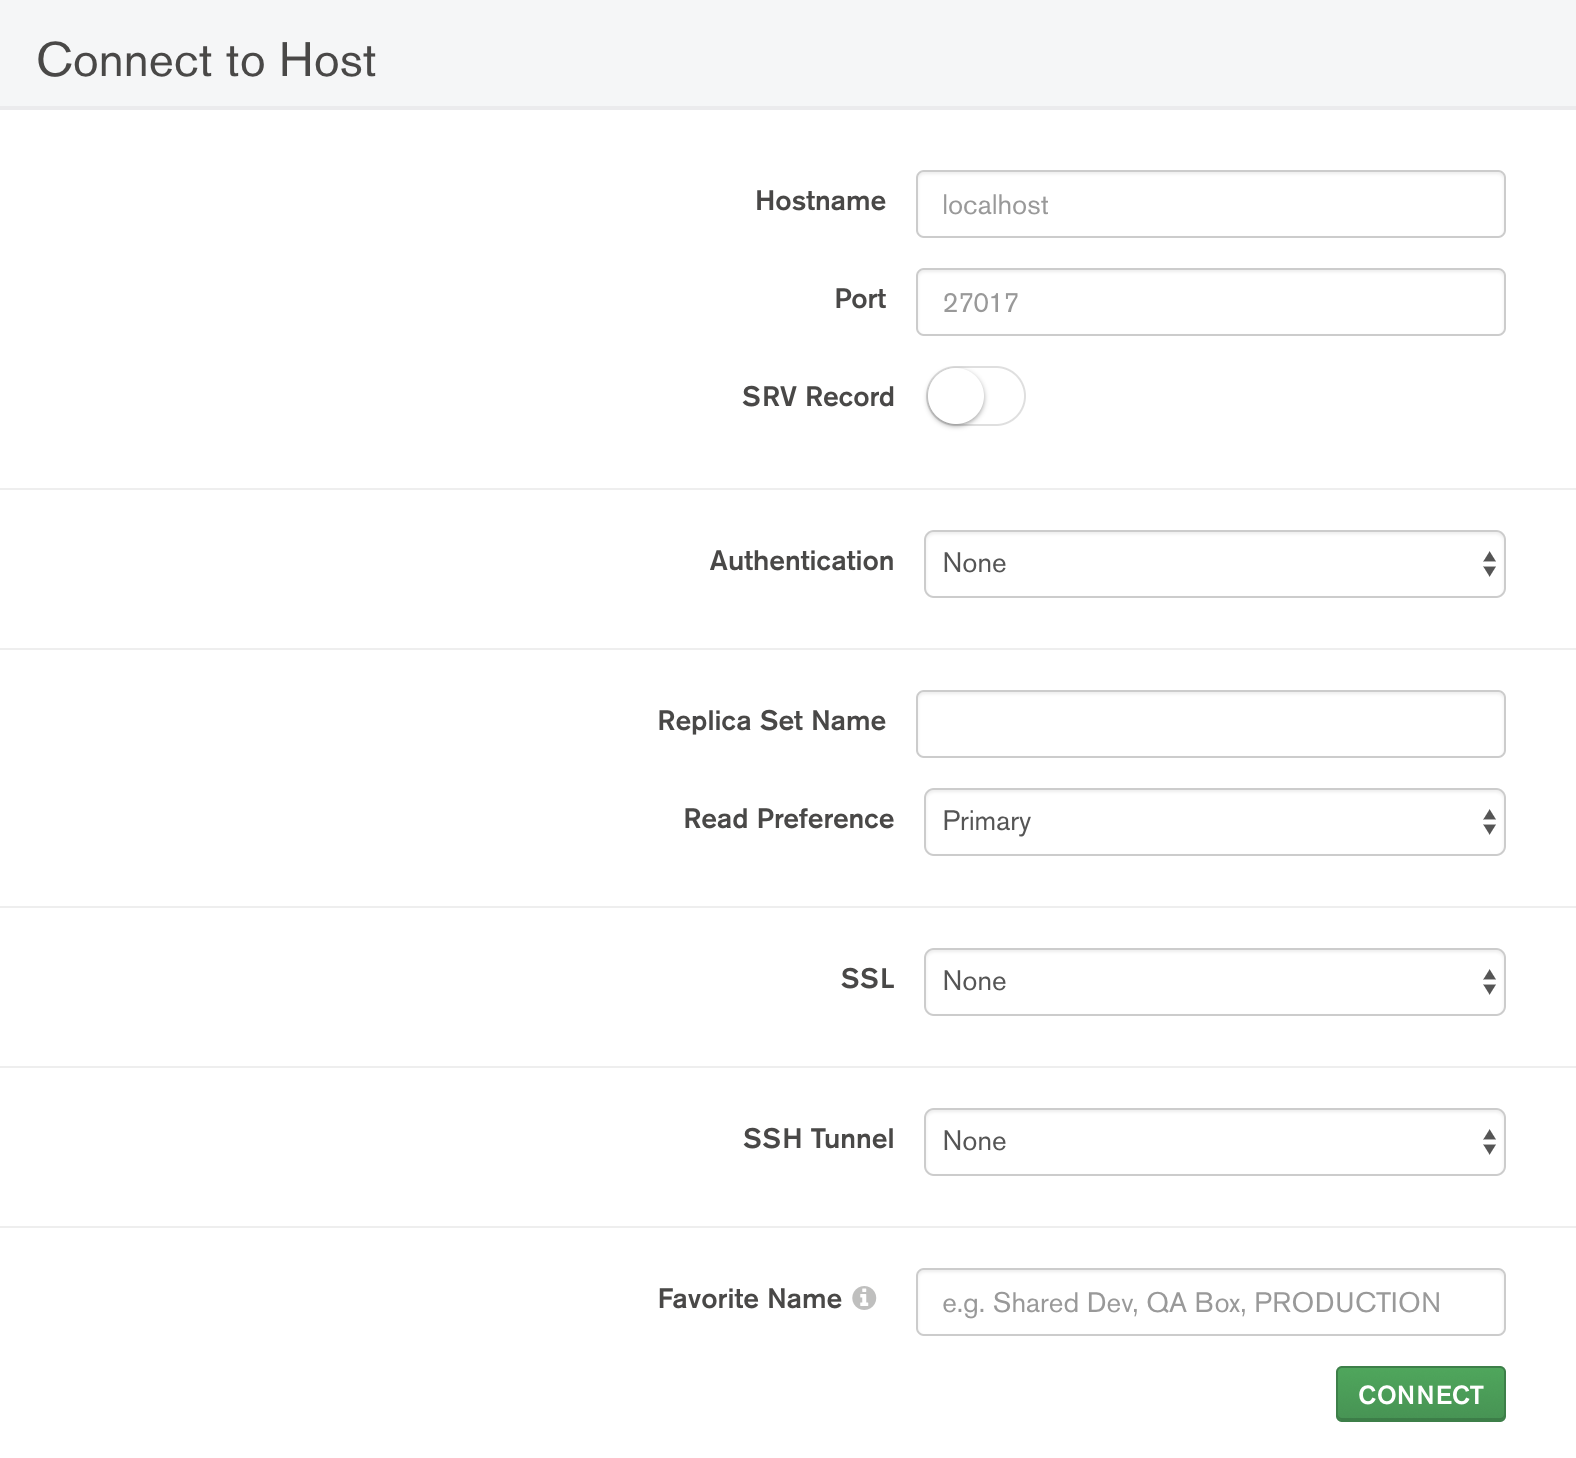 Connect to Host
Hostname localhost
Port 27017
SRV Record
Authentication None
Replica Set Name
Read Preference Primary
SSL None
SSH Tunnel None
Favorite Name e.g. Shared Dev, QA Box, PRODUCTION
CONNECT